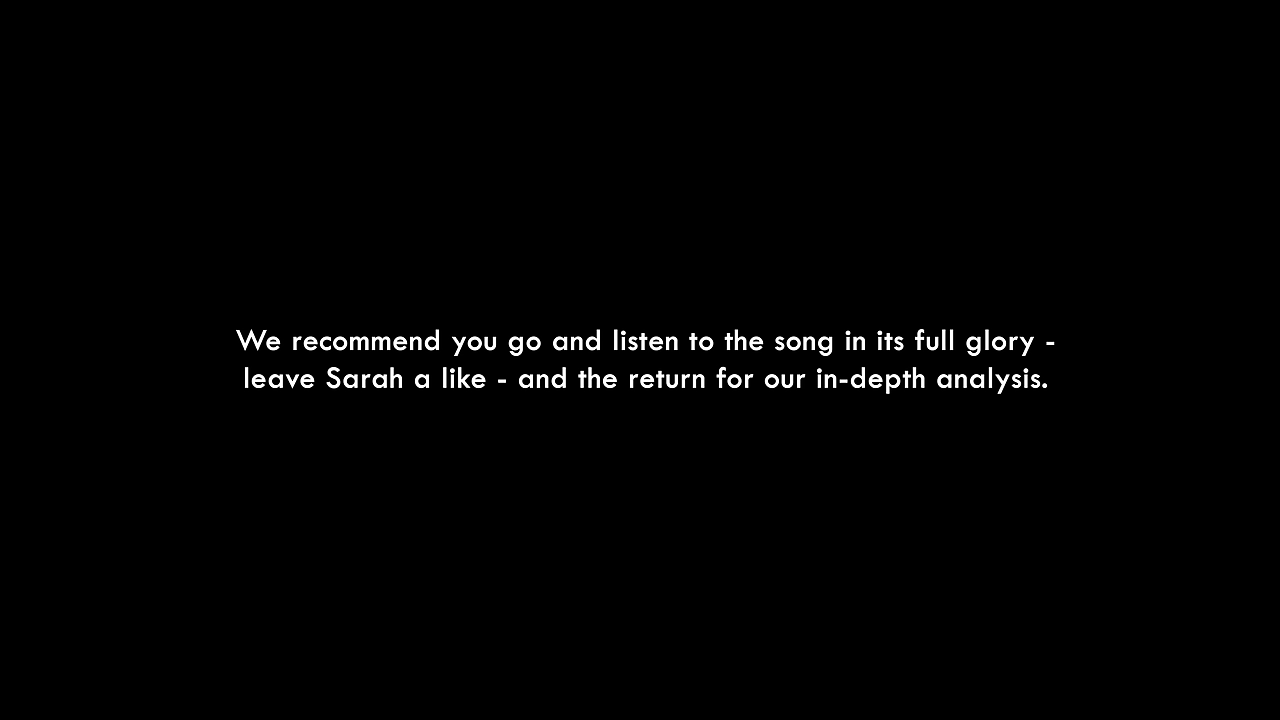 We recommend you go and listen to the song in its full glory -
leave Sarah a like - and the return for our in-depth analysis.